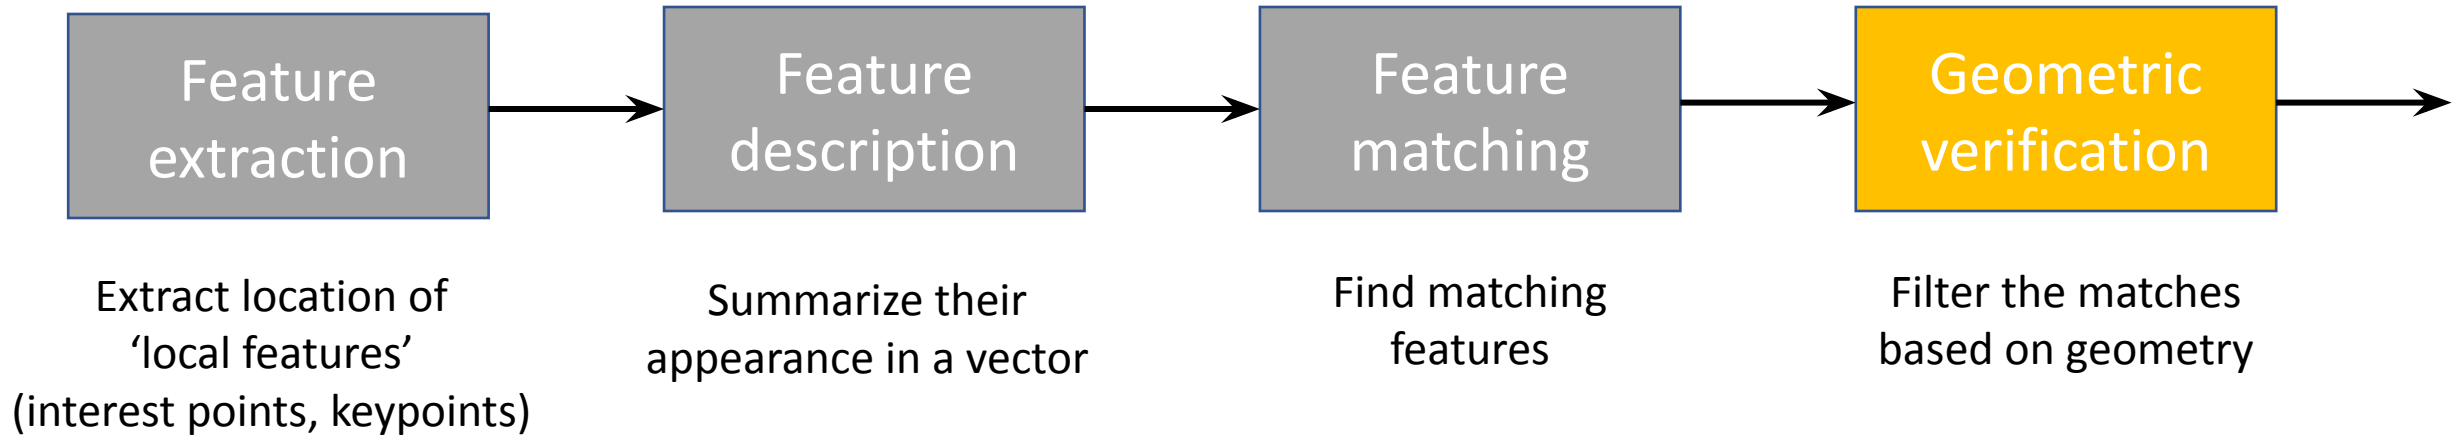 Feature
extraction
Feature
description
Feature
matching
Geometric
verification
Extract location of
‘local features’
(interest points, keypoints)
Summarize their
appearance in a vector
Find matching
features
Filter the matches
based on geometry